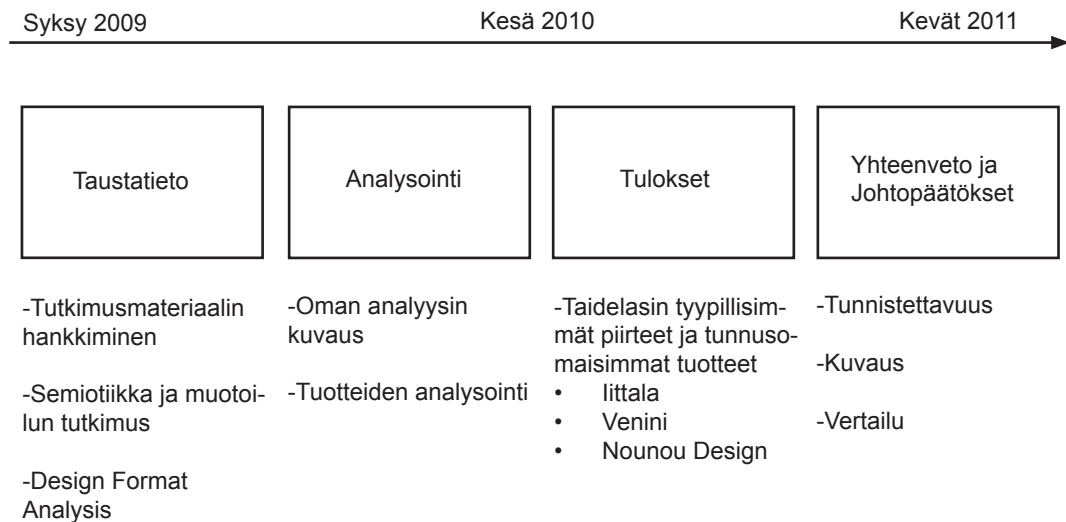 Syksy 2009
Kesä 2010
Kevät 2011
Taustatieto
Analysointi
Tulokset
Yhteenveto ja
Johtopäätökset
-Tutkimusmateriaalin
hankkiminen
-Semiotiikka ja muotoi-
lun tutkimus
-Design Format
Analysis
-Oman analyysin
kuvaus
-Tuotteiden analysointi
-Taidelasin tyypillisim-
mät piirteet ja tunnuso-
maisimmat tuotteet
• Iittala
• Venini
• Nounou Design
-Tunnistettavuus
-Kuvaus
-Vertailu